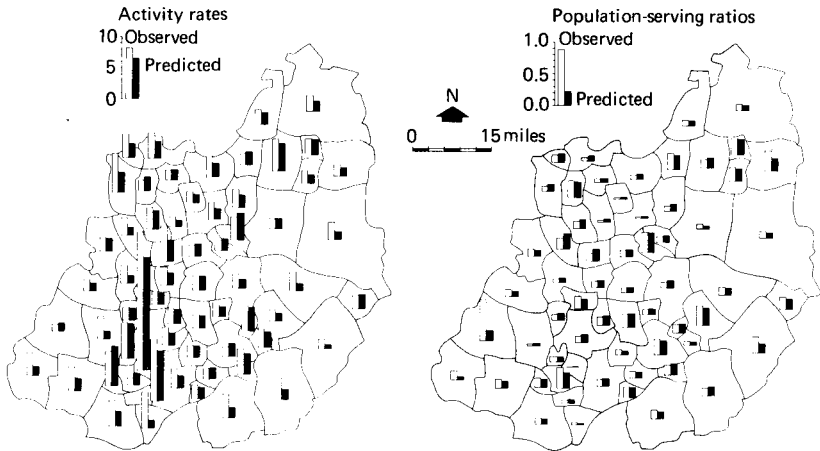 Activity rates
10 Observed
5 Predicted
0
N
0 15 miles
Population-serving ratios
1.0 Observed
0.5
0.0 Predicted